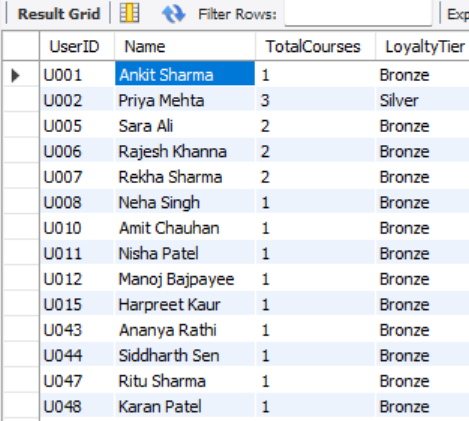 Result Grid Filter Rows: Exp
UserID Name TotalCourses LoyaltyTier
U001 Ankit Sharma 1 Bronze
U002 Priya Mehta 3 Silver
U005 Sara Ali 2 Bronze
U006 Rajesh Khanna 2 Bronze
U007 Rekha Sharma 2 Bronze
U008 Neha Singh 1 Bronze
U010 Amit Chauhan 1 Bronze
U011 Nisha Patel 1 Bronze
U012 Manoj Bajpayee 1 Bronze
U015 Harpreet Kaur 1 Bronze
U043 Ananya Rathi 1 Bronze
U044 Siddharth Sen 1 Bronze
U047 Ritu Sharma 1 Bronze
U048 Karan Patel 1 Bronze